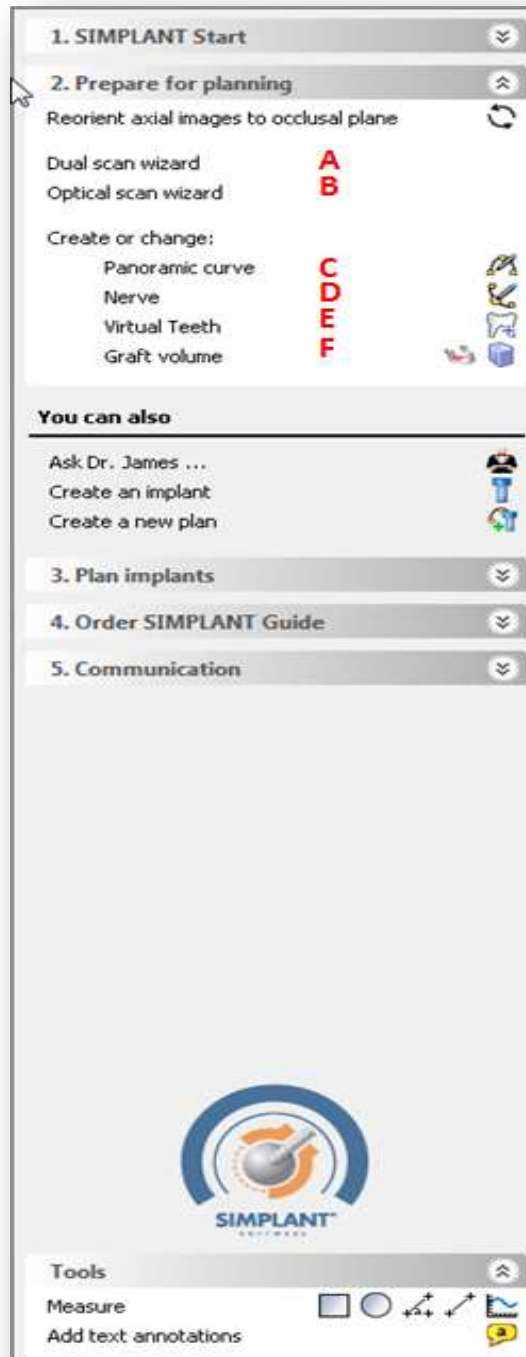 1. SIMPLANT Start
2. Prepare for planning
Reorient axial images to occlusal plane
Dual scan wizard A
Optical scan wizard B
Create or change:
Panoramic curve C
Nerve D
Virtual Teeth E
Graft volume F
You can also
Ask Dr. James ...
Create an implant
Create a new plan
3. Plan implants
4. Order SIMPLANT Guide
5. Communication
SIMPLANT
SOFTWARE
Tools
Measure
Add text annotations a